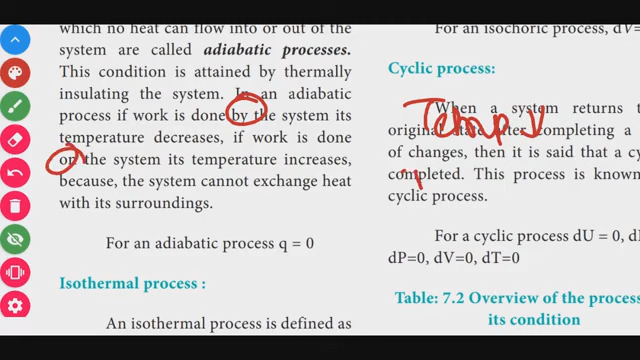 which no heat can flow into or out of the
system are called adiabatic processes.
This condition is attained by thermally
insulating the system. In an adiabatic
process if work is done by the system its
temperature decreases, if work is done
on the system its temperature increases,
because, the system cannot exchange heat
with its surroundings.
For an adiabatic process q = 0
Isothermal process :
An isothermal process is defined as
For an isochoric process, dV=
Cyclic process:
When a system returns t
original state after completing a
of changes, then it is said that a cy
completed. This process is known
cyclic process.
For a cyclic process dU = 0, dH
dP=0, dV=0, dT=0
Table: 7.2 Overview of the process
its condition
Temp ↓